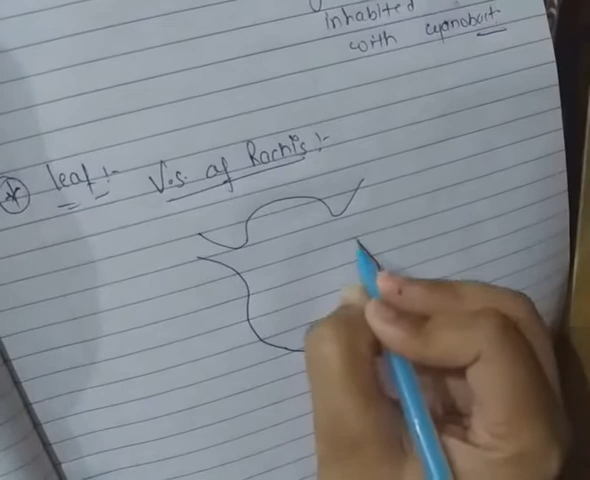 inhabited
with cyanobact
* leaf :- V.s. of Rachis :-